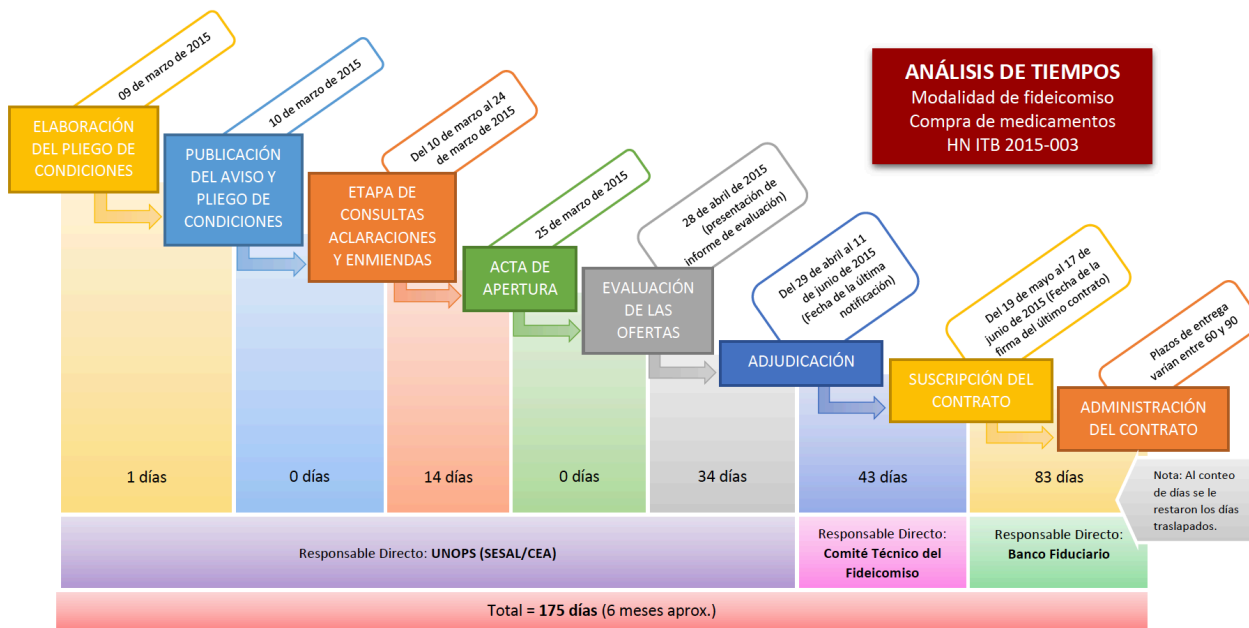 ANÁLISIS DE TIEMPOS
Modalidad de fideicomiso
Compra de medicamentos
HN ITB 2015-003
09 de marzo de 2015
ELABORACIÓN
DEL PLIEGO DE
CONDICIONES
10 de marzo de 2015
PUBLICACIÓN
DEL AVISO Y
PLIEGO DE
CONDICIONES
Del 10 de marzo al 24
de marzo de 2015
ETAPA DE
CONSULTAS
ACLARACIONES
Y ENMIENDAS
25 de marzo de 2015
ACTA DE
APERTURA
28 de abril de 2015
(presentación de
informe de evaluación)
EVALUACIÓN
DE LAS
OFERTAS
Del 29 de abril al 11
de junio de 2015
(Fecha de la última
notificación)
ADJUDICACIÓN
Del 19 de mayo al 17 de
junio de 2015 (Fecha de la
firma del último contrato)
SUSCRIPCIÓN DEL
CONTRATO
Plazos de entrega
varian entre 60 y 90
ADMINISTRACIÓN
DEL CONTRATO
1 días
0 días
14 días
0 días
34 días
43 días
83 días
Nota: Al conteo
de días se le
restaron los días
traslapados.
Responsable Directo: UNOPS (SESAL/CEA)
Responsable Directo:
Comité Técnico del
Fideicomiso
Responsable Directo:
Banco Fiduciario
Total = 175 días (6 meses aprox.)